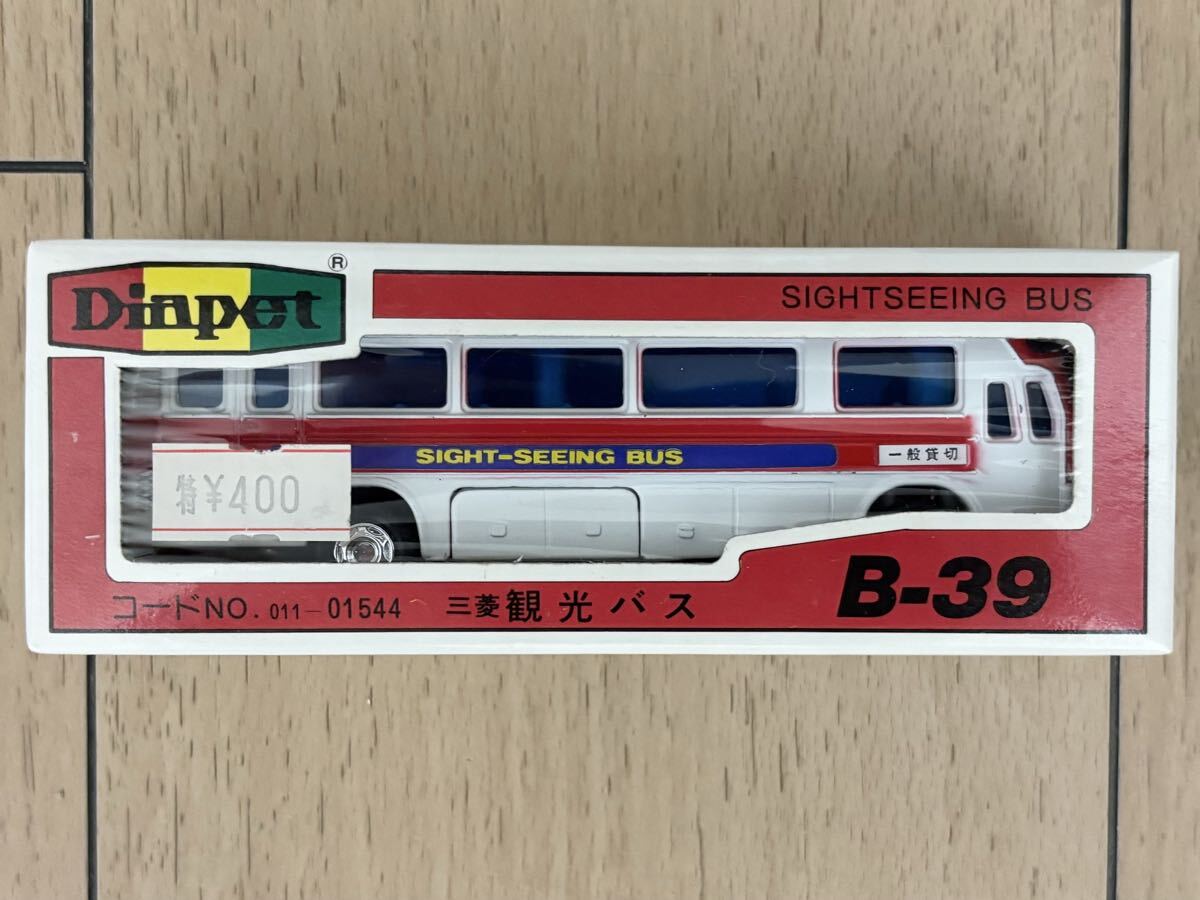 Diapet®
SIGHTSEEING BUS
SIGHT-SEEING BUS
一般貸切
特¥400
コードNO. 011-01544 三菱観光バス
B-39